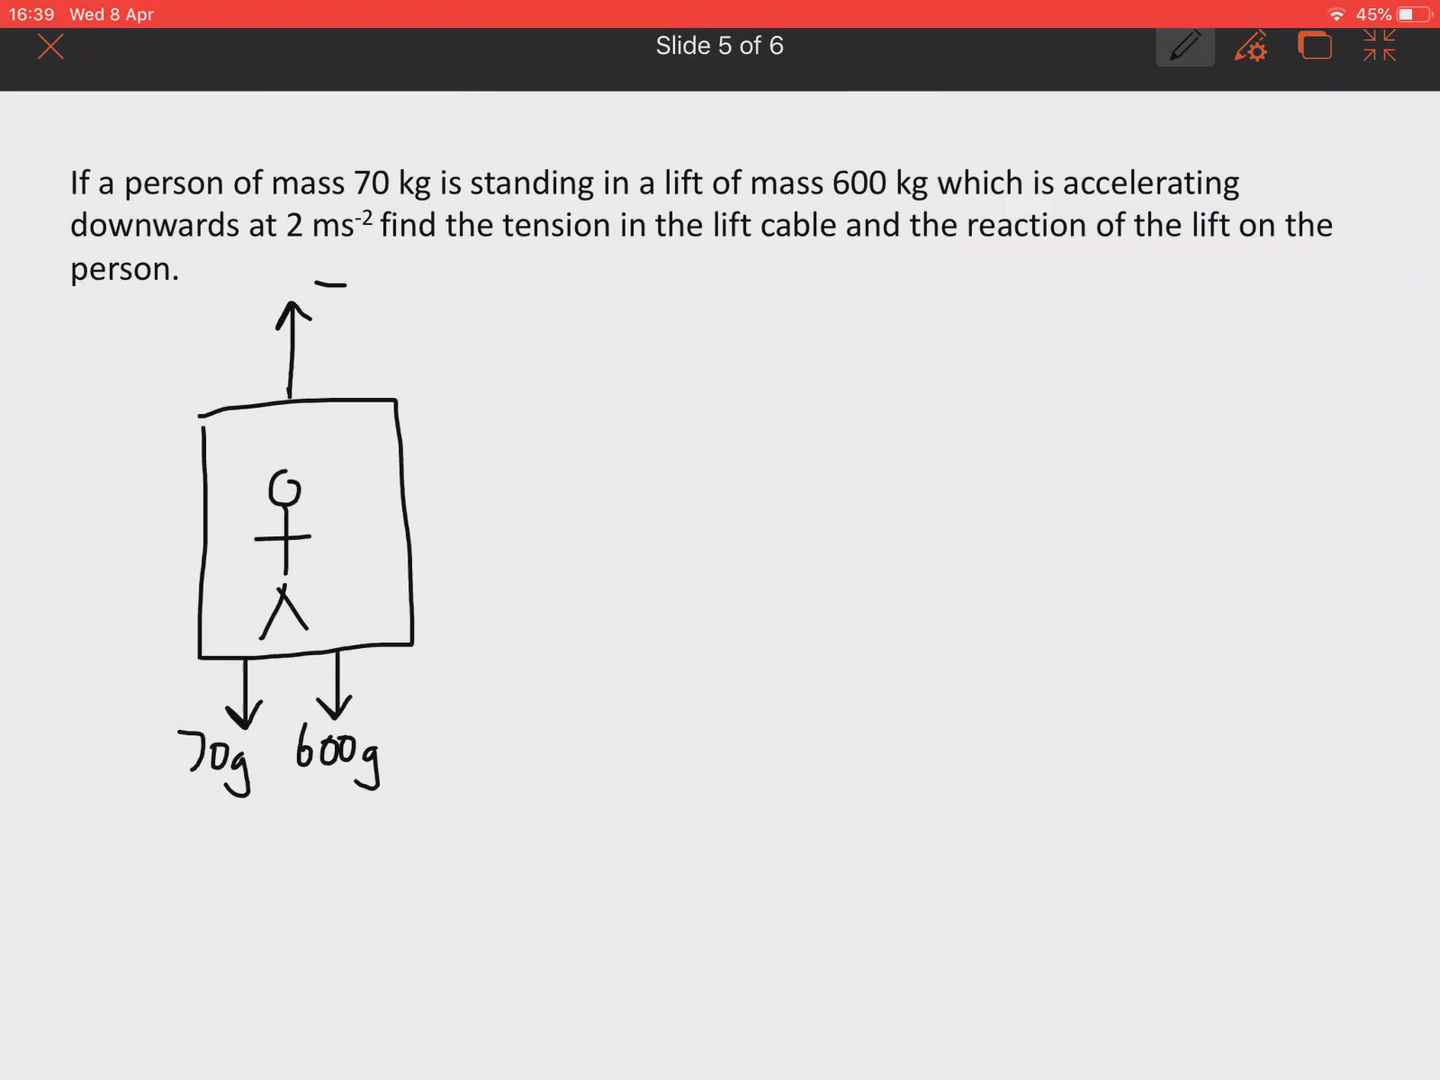 16:39 Wed 8 Apr
45%
Slide 5 of 6
If a person of mass 70 kg is standing in a lift of mass 600 kg which is accelerating
downwards at 2 ms⁻² find the tension in the lift cable and the reaction of the lift on the
person.
70g 600g